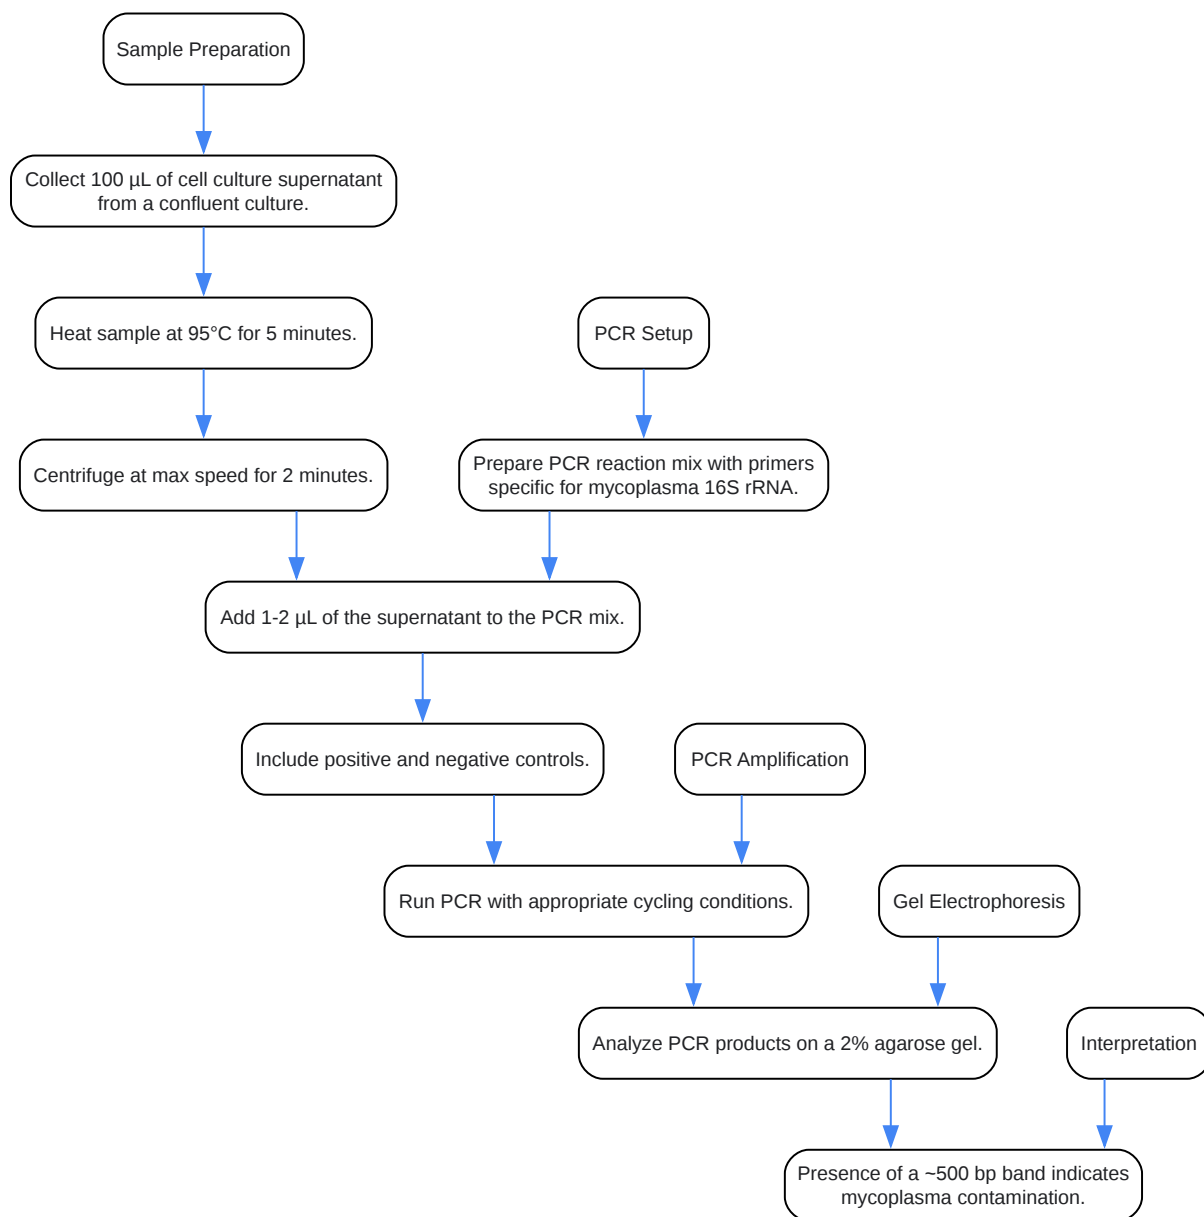 Sample Preparation
Collect 100 µL of cell culture supernatant
from a confluent culture.
Heat sample at 95°C for 5 minutes.
PCR Setup
Centrifuge at max speed for 2 minutes.
Prepare PCR reaction mix with primers
specific for mycoplasma 16S rRNA.
Add 1-2 µL of the supernatant to the PCR mix.
Include positive and negative controls.
PCR Amplification
Run PCR with appropriate cycling conditions.
Gel Electrophoresis
Analyze PCR products on a 2% agarose gel.
Interpretation
Presence of a ~500 bp band indicates
mycoplasma contamination.